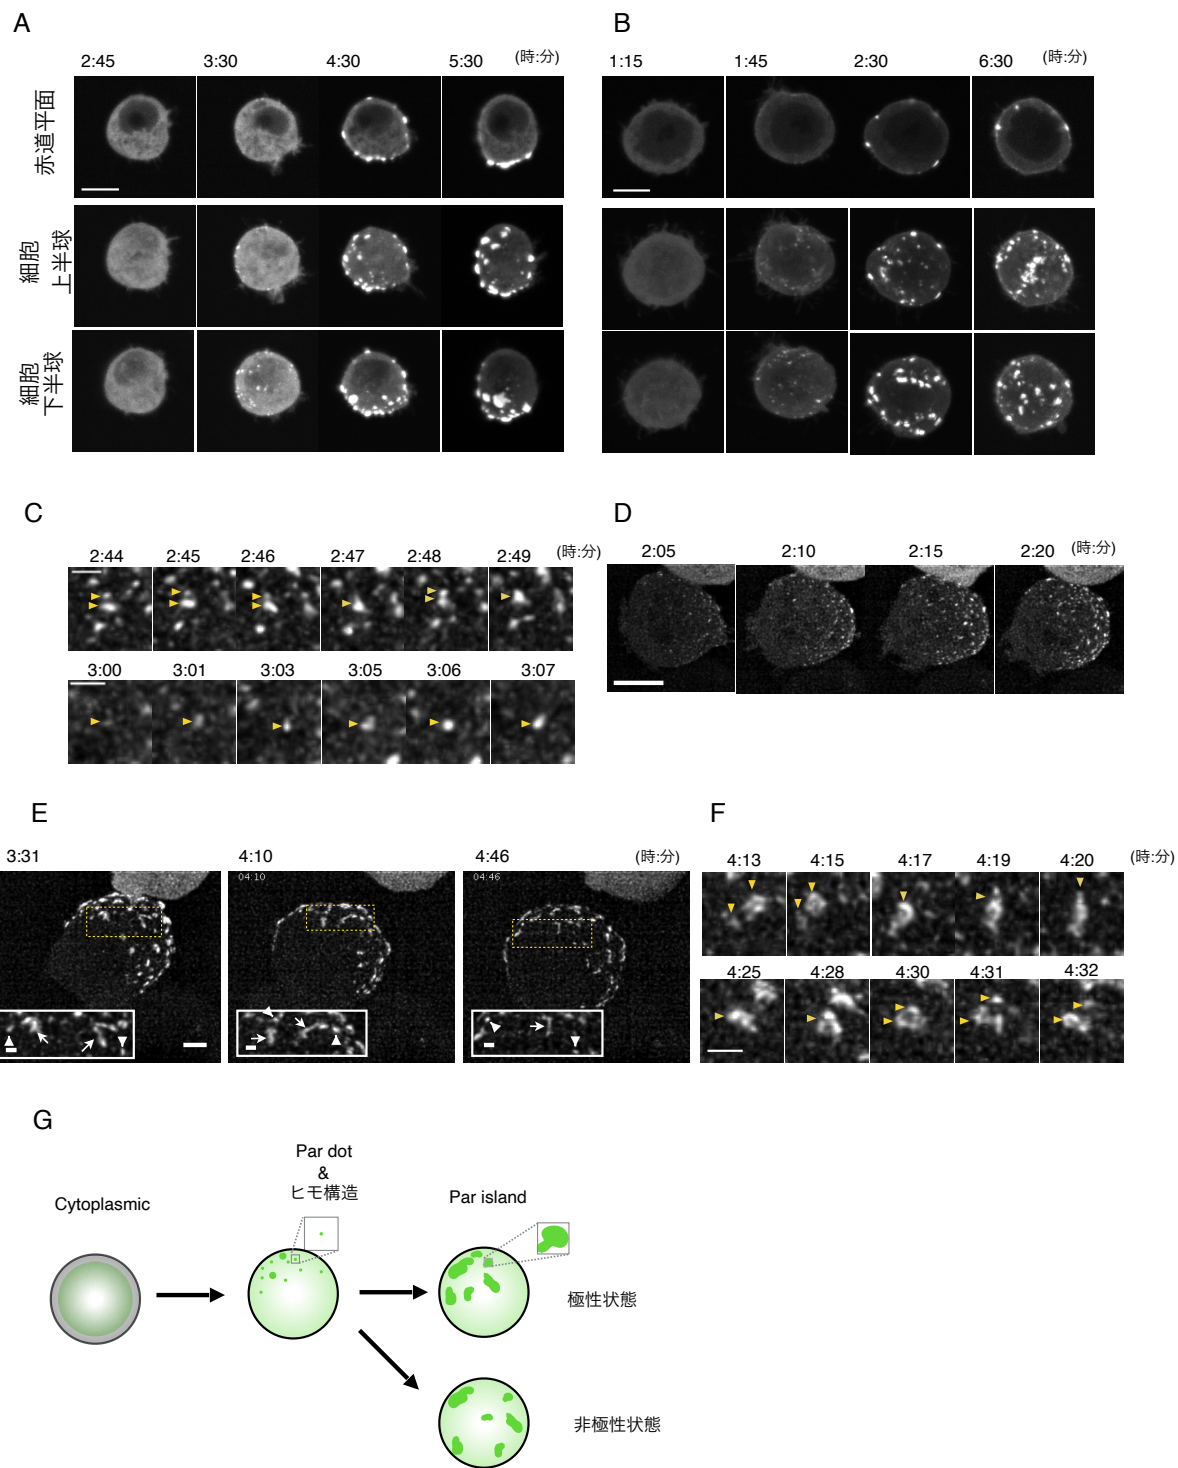 A
2:45 3:30 4:30 5:30 (時:分)
赤道平面
細胞
上半球
細胞
下半球
B
1:15 1:45 2:30 6:30 (時:分)
C
2:44 2:45 2:46 2:47 2:48 2:49 (時:分)
3:00 3:01 3:03 3:05 3:06 3:07
D
2:05 2:10 2:15 2:20 (時:分)
E
3:31 4:10 4:46 (時:分)
04:10 04:46
F
4:13 4:15 4:17 4:19 4:20 (時:分)
4:25 4:28 4:30 4:31 4:32
G
Cytoplasmic
Par dot
&
ヒモ構造
Par island
極性状態
非極性状態